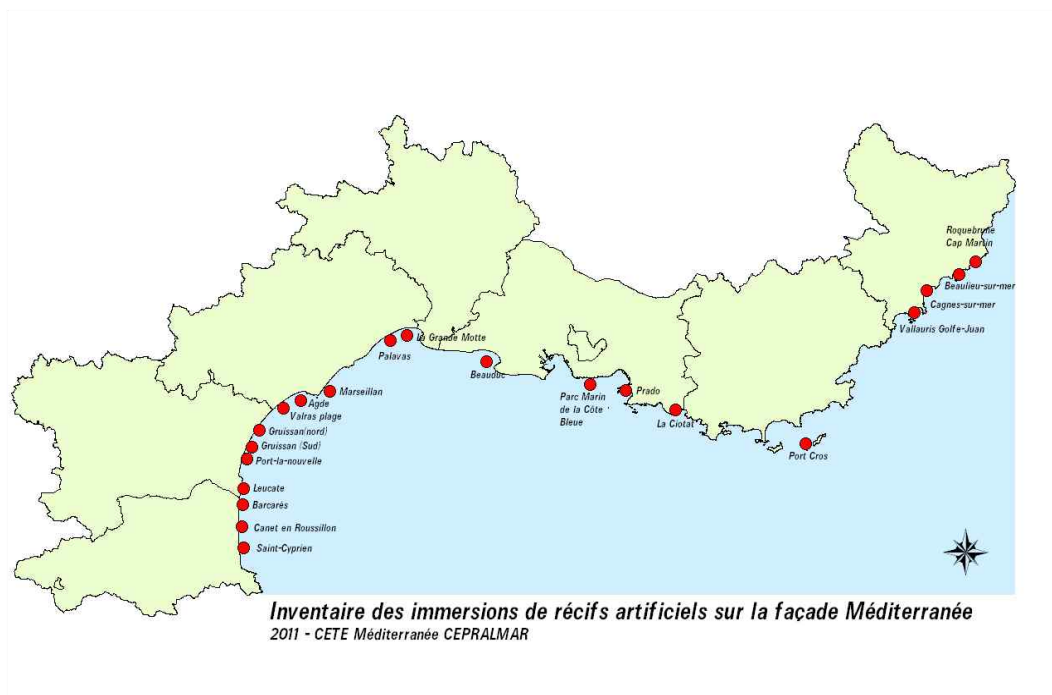 Roquebrune
Cap Martin
Beaulieu-sur-mer
Cagnes-sur-mer
Vallauris Golfe-Juan
La Grande Motte
Palavas
Beauduc
Marseillan
Parc Marin
de la Côte
Bleue
Prado
Agde
Valras plage
La Ciotat
Gruissan(nord)
Gruissan (Sud)
Port-la-nouvelle
Port Cros
Leucate
Barcarès
Canet en Roussillon
Saint-Cyprien
Inventaire des immersions de récifs artificiels sur la façade Méditerranée
2011 - CETE Méditerranée CEPRALMAR